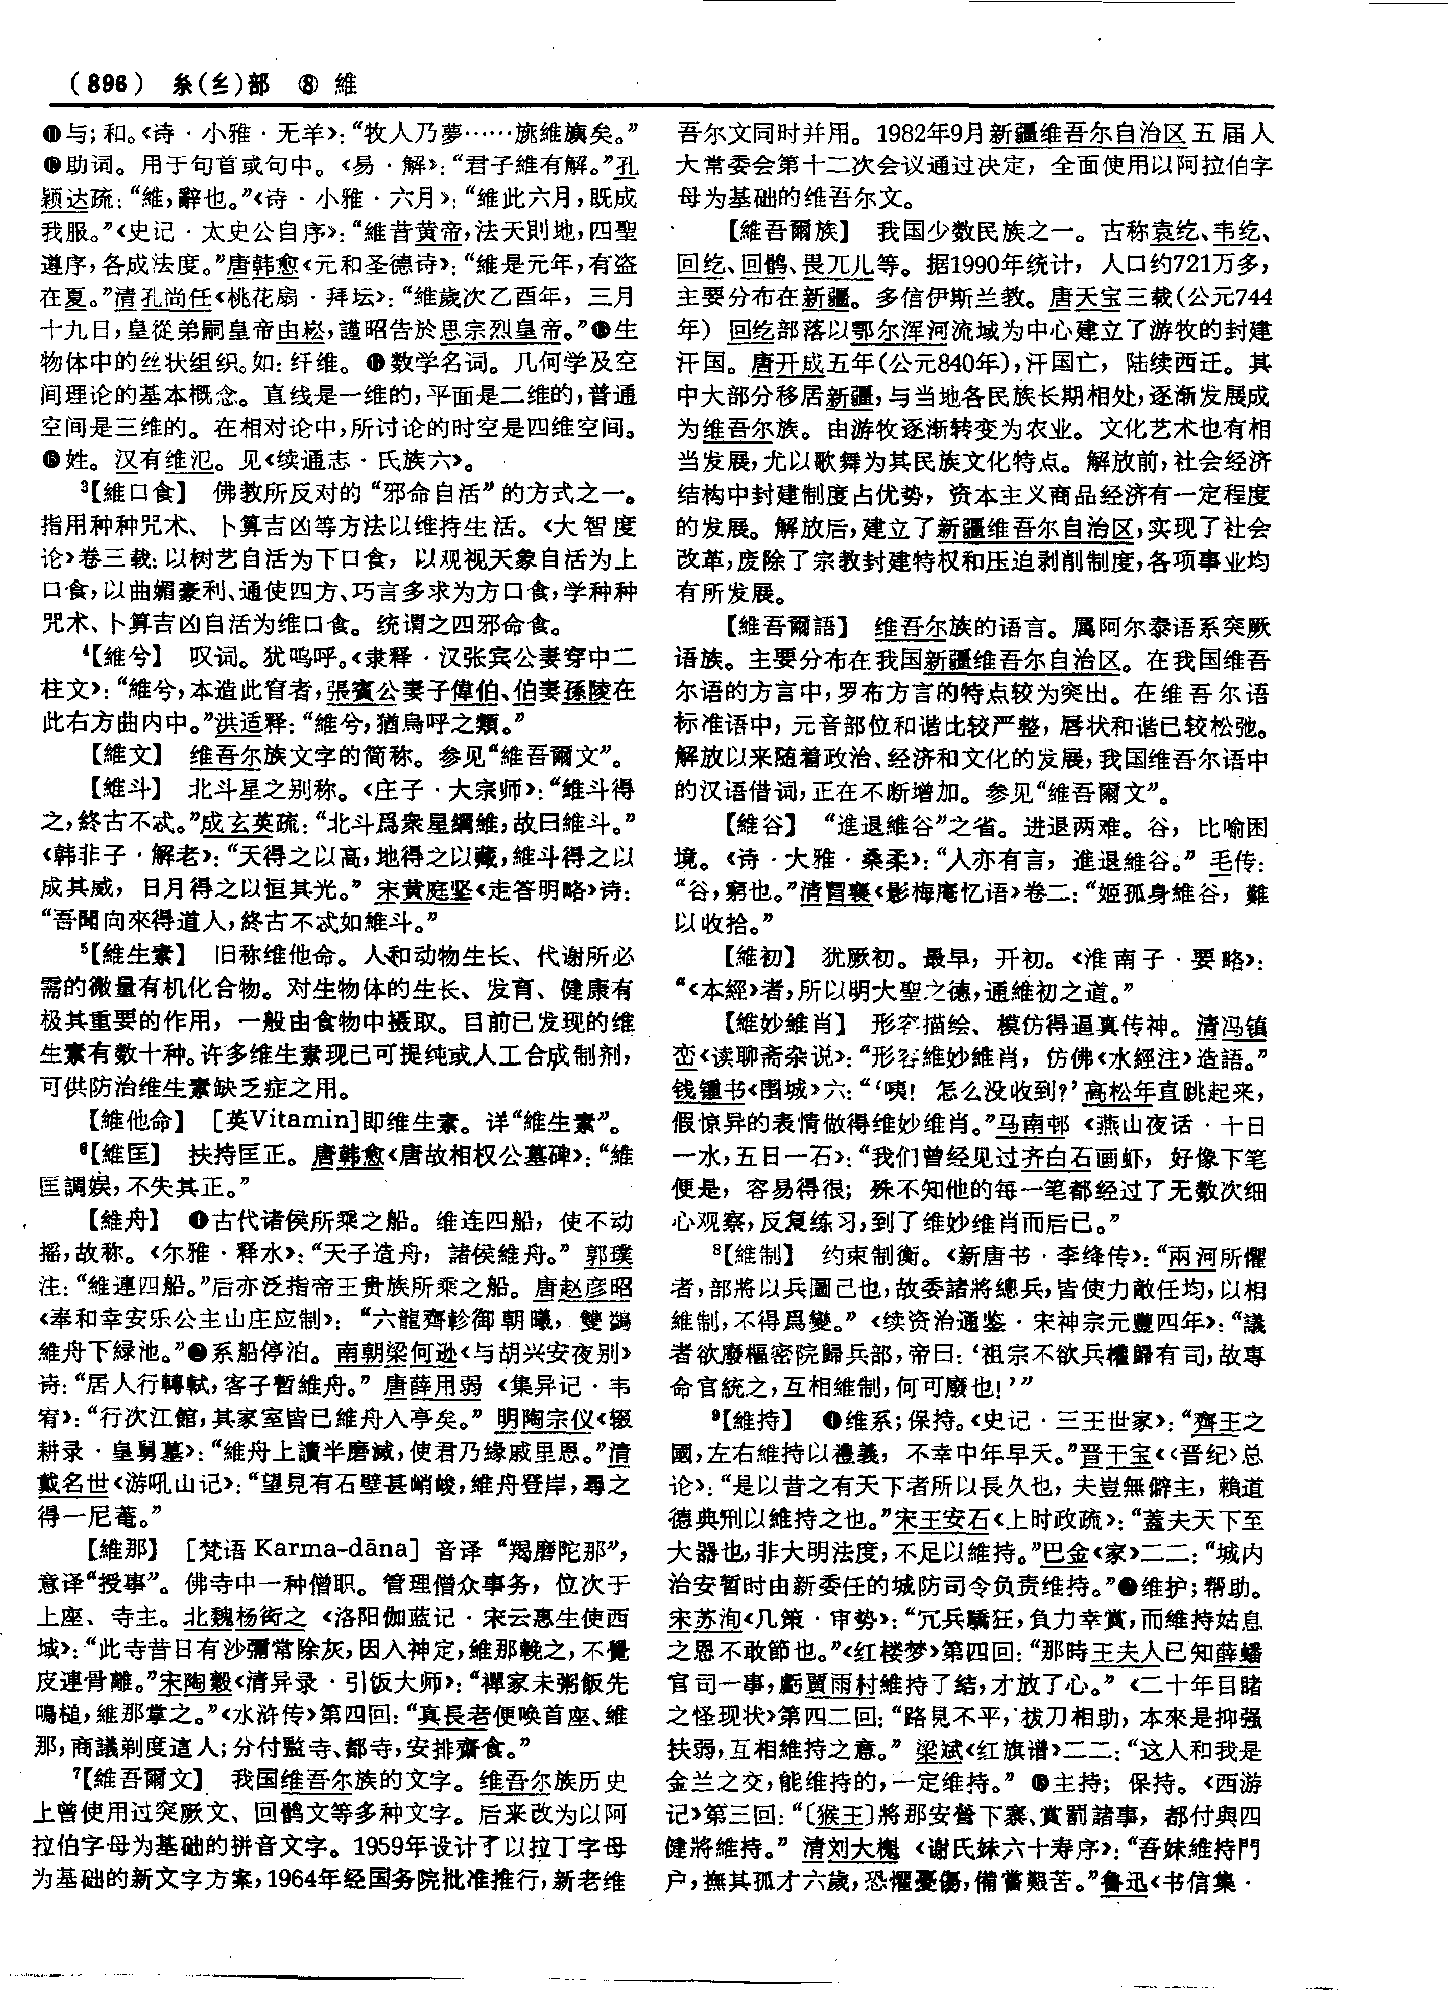 (896) 糸(纟)部 ⑧ 維
⓫与;和。《诗·小雅·无羊》:“牧人乃夢……旐維旟矣。”
⓬助词。用于句首或句中。《易·解》:“君子維有解。”孔
颖达疏:“維,辭也。”《诗·小雅·六月》:“維此六月,既成
我服。”《史记·太史公自序》:“維昔黄帝,法天則地,四聖
遵序,各成法度。”唐韩愈《元和圣德诗》:“維是元年,有盗
在夏。”清孔尚任《桃花扇·拜坛》:“維歲次乙酉年,三月
十九日,皇從弟嗣皇帝由崧,謹昭告於思宗烈皇帝。”⓭生
物体中的丝状组织。如:纤维。⓮数学名词。几何学及空
间理论的基本概念。直线是一维的,平面是二维的,普通
空间是三维的。在相对论中,所讨论的时空是四维空间。
⓯姓。汉有维氾。见《续通志·氏族六》。
³【維口食】 佛教所反对的“邪命自活”的方式之一。
指用种种咒术、卜算吉凶等方法以维持生活。《大智度
论》卷三载:以树艺自活为下口食,以观视天象自活为上
口食,以曲媚豪利、通使四方、巧言多求为方口食,学种种
咒术、卜算吉凶自活为维口食。统谓之四邪命食。
⁴【維兮】 叹词。犹呜呼。《隶释·汉张宾公妻穿中二
柱文》:“維兮,本造此窅者,張賓公妻子偉伯、伯妻孫陵在
此右方曲内中。”洪适释:“維兮,猶烏呼之類。”
【維文】 维吾尔族文字的简称。参见“維吾爾文”。
【維斗】 北斗星之别称。《庄子·大宗师》:“維斗得
之,終古不忒。”成玄英疏:“北斗爲衆星綱維,故曰維斗。”
《韩非子·解老》:“天得之以高,地得之以藏,維斗得之以
成其威,日月得之以恒其光。”宋黄庭坚《走答明略》诗:
“吾聞向來得道人,終古不忒如維斗。”
⁵【維生素】 旧称维他命。人和动物生长、代谢所必
需的微量有机化合物。对生物体的生长、发育、健康有
极其重要的作用,一般由食物中摄取。目前已发现的维
生素有数十种。许多维生素现已可提纯或人工合成制剂,
可供防治维生素缺乏症之用。
【維他命】 [英Vitamin]即维生素。详“維生素”。
⁶【維匡】 扶持匡正。唐韩愈《唐故相权公墓碑》:“維
匡調娱,不失其正。”
【維舟】 ❶古代诸侯所乘之船。维连四船,使不动
摇,故称。《尔雅·释水》:“天子造舟,諸侯維舟。”郭璞
注:“維連四船。”后亦泛指帝王贵族所乘之船。唐赵彦昭
《奉和幸安乐公主山庄应制》:“六龍齊軫御朝曦,雙鷁
維舟下緑池。”❷系船停泊。南朝梁何逊《与胡兴安夜别》
诗:“居人行轉軾,客子暫維舟。”唐薛用弱《集异记·韦
宥》:“行次江館,其家室皆已維舟入亭矣。”明陶宗仪《辍
耕录·皇舅墓》:“維舟上讀半磨滅,使君乃緣戚里恩。”清
戴名世《游吼山记》:“望見有石壁甚峭峻,維舟登岸,尋之
得一尼菴。”
【維那】 [梵语Karma-dāna] 音译“羯磨陀那”,
意译“授事”。佛寺中一种僧职。管理僧众事务,位次于
上座、寺主。北魏杨衒之《洛阳伽蓝记·宋云惠生使西
域》:“此寺昔日有沙彌常除灰,因入神定,維那輓之,不覺
皮連骨離。”宋陶穀《清异录·引饭大师》:“禪家未粥飯先
鳴槌,維那掌之。”《水浒传》第四回:“真長老便唤首座、維
那,商議剃度這人;分付監寺、都寺,安排齋食。”
⁷【維吾爾文】 我国维吾尔族的文字。维吾尔族历史
上曾使用过突厥文、回鹘文等多种文字。后来改为以阿
拉伯字母为基础的拼音文字。1959年设计了以拉丁字母
为基础的新文字方案,1964年经国务院批准推行,新老维
吾尔文同时并用。1982年9月新疆维吾尔自治区五届人
大常委会第十二次会议通过决定,全面使用以阿拉伯字
母为基础的维吾尔文。
【維吾爾族】 我国少数民族之一。古称袁纥、韦纥、
回纥、回鹘、畏兀儿等。据1990年统计,人口约721万多,
主要分布在新疆。多信伊斯兰教。唐天宝三载(公元744
年)回纥部落以鄂尔浑河流域为中心建立了游牧的封建
汗国。唐开成五年(公元840年),汗国亡,陆续西迁。其
中大部分移居新疆,与当地各民族长期相处,逐渐发展成
为维吾尔族。由游牧逐渐转变为农业。文化艺术也有相
当发展,尤以歌舞为其民族文化特点。解放前,社会经济
结构中封建制度占优势,资本主义商品经济有一定程度
的发展。解放后,建立了新疆维吾尔自治区,实现了社会
改革,废除了宗教封建特权和压迫剥削制度,各项事业均
有所发展。
【維吾爾語】 维吾尔族的语言。属阿尔泰语系突厥
语族。主要分布在我国新疆维吾尔自治区。在我国维吾
尔语的方言中,罗布方言的特点较为突出。在维吾尔语
标准语中,元音部位和谐比较严整,唇状和谐已较松弛。
解放以来随着政治、经济和文化的发展,我国维吾尔语中
的汉语借词,正在不断增加。参见“維吾爾文”。
【維谷】 “進退維谷”之省。进退两难。谷,比喻困
境。《诗·大雅·桑柔》:“人亦有言,進退維谷。”毛传:
“谷,窮也。”清冒襄《影梅庵忆语》卷二:“姬孤身維谷,難
以收拾。”
【維初】 犹厥初。最早,开初。《淮南子·要略》:
“《本經》者,所以明大聖之德,通維初之道。”
【維妙維肖】 形容描绘、模仿得逼真传神。清冯镇
峦《读聊斋杂说》:“形容維妙維肖,仿佛《水經注》造語。”
钱锺书《围城》六:“‘咦!怎么没收到?’高松年直跳起来,
假惊异的表情做得维妙维肖。”马南邨《燕山夜话·十日
一水,五日一石》:“我们曾经见过齐白石画虾,好像下笔
便是,容易得很;殊不知他的每一笔都经过了无数次细
心观察,反复练习,到了维妙维肖而后已。”
⁸【維制】 约束制衡。《新唐书·李绛传》:“兩河所懼
者,部將以兵圖己也,故委諸將總兵,皆使力敵任均,以相
維制,不得爲變。”《续资治通鉴·宋神宗元豐四年》:“議
者欲廢樞密院歸兵部,帝曰:‘祖宗不欲兵權歸有司,故專
命官統之,互相維制,何可廢也!’”
⁹【維持】 ❶维系;保持。《史记·三王世家》:“齊王之
國,左右維持以禮義,不幸中年早夭。”晋干宝《〈晋纪〉总
论》:“是以昔之有天下者所以長久也,夫豈無僻主,賴道
德典刑以維持之也。”宋王安石《上时政疏》:“蓋夫天下至
大器也,非大明法度,不足以維持。”巴金《家》二二:“城内
治安暂时由新委任的城防司令负责维持。”❷维护;帮助。
宋苏洵《几策·审势》:“冗兵驕狂,負力幸賞,而維持姑息
之恩不敢節也。”《红楼梦》第四回:“那時王夫人已知薛蟠
官司一事,虧賈雨村維持了結,才放了心。”《二十年目睹
之怪现状》第四二回:“路見不平,拔刀相助,本來是抑强
扶弱,互相維持之意。”梁斌《红旗谱》二二:“这人和我是
金兰之交,能维持的,一定维持。”❸主持;保持。《西游
记》第三回:“〔猴王〕將那安營下寨、賞罰諸事,都付與四
健將維持。”清刘大櫆《谢氏妹六十寿序》:“吾妹維持門
户,撫其孤才六歲,恐懼憂傷,備嘗艱苦。”鲁迅《书信集·